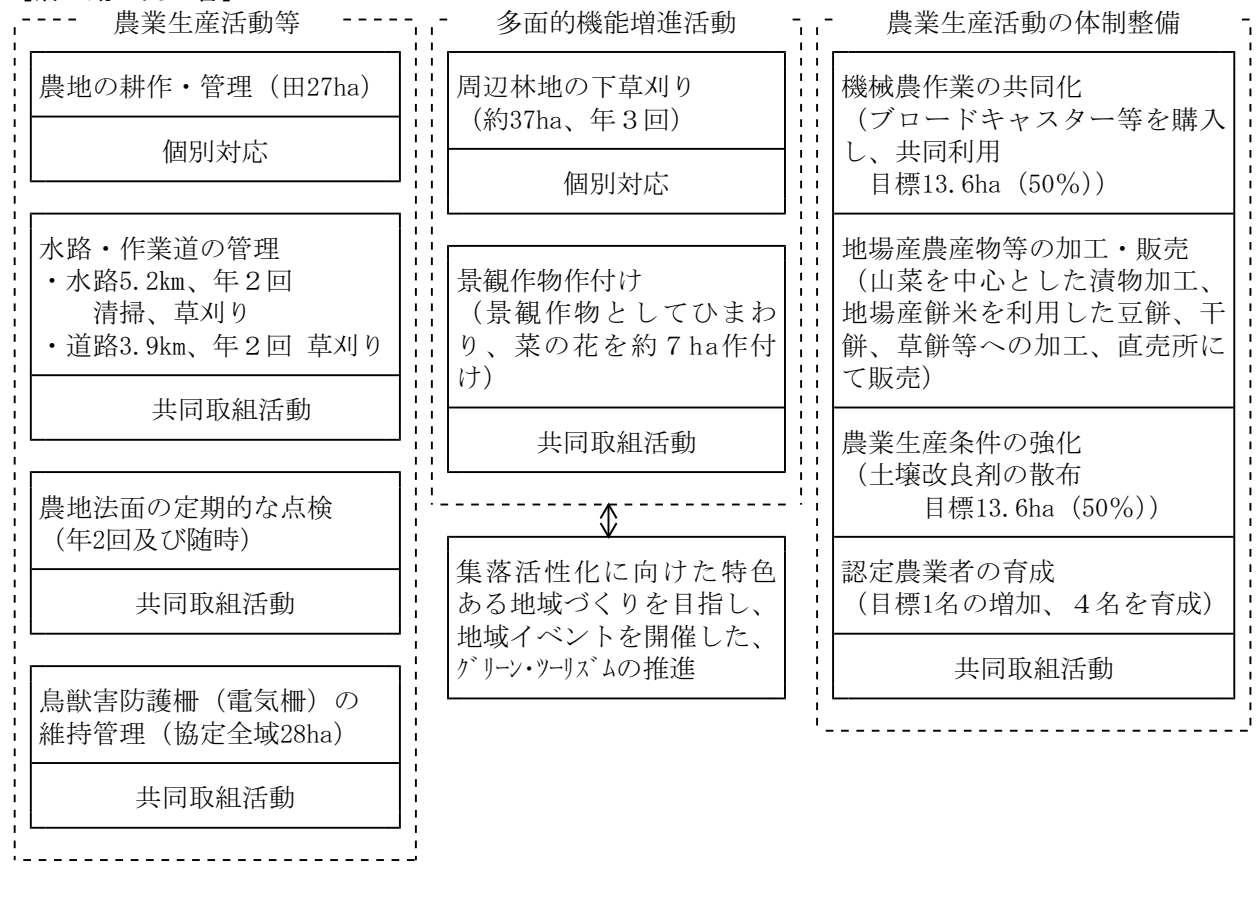 農業生産活動等
農地の耕作・管理（田27ha）
個別対応
水路・作業道の管理
・水路5.2km、年２回
清掃、草刈り
・道路3.9km、年２回 草刈り
共同取組活動
農地法面の定期的な点検
（年2回及び随時）
共同取組活動
鳥獣害防護柵（電気柵）の
維持管理（協定全域28ha）
共同取組活動
多面的機能増進活動
周辺林地の下草刈り
（約37ha、年３回）
個別対応
景観作物作付け
（景観作物としてひまわ
り、菜の花を約７ha作付
け）
共同取組活動
集落活性化に向けた特色
ある地域づくりを目指し、
地域イベントを開催した、
ｸﾞﾘｰﾝ・ﾂｰﾘｽﾞﾑの推進
農業生産活動の体制整備
機械農作業の共同化
（ブロードキャスター等を購入
し、共同利用
目標13.6ha（50％））
地場産農産物等の加工・販売
（山菜を中心とした漬物加工、
地場産餅米を利用した豆餅、干
餅、草餅等への加工、直売所に
て販売）
農業生産条件の強化
（土壌改良剤の散布
目標13.6ha（50％））
認定農業者の育成
（目標1名の増加、４名を育成）
共同取組活動